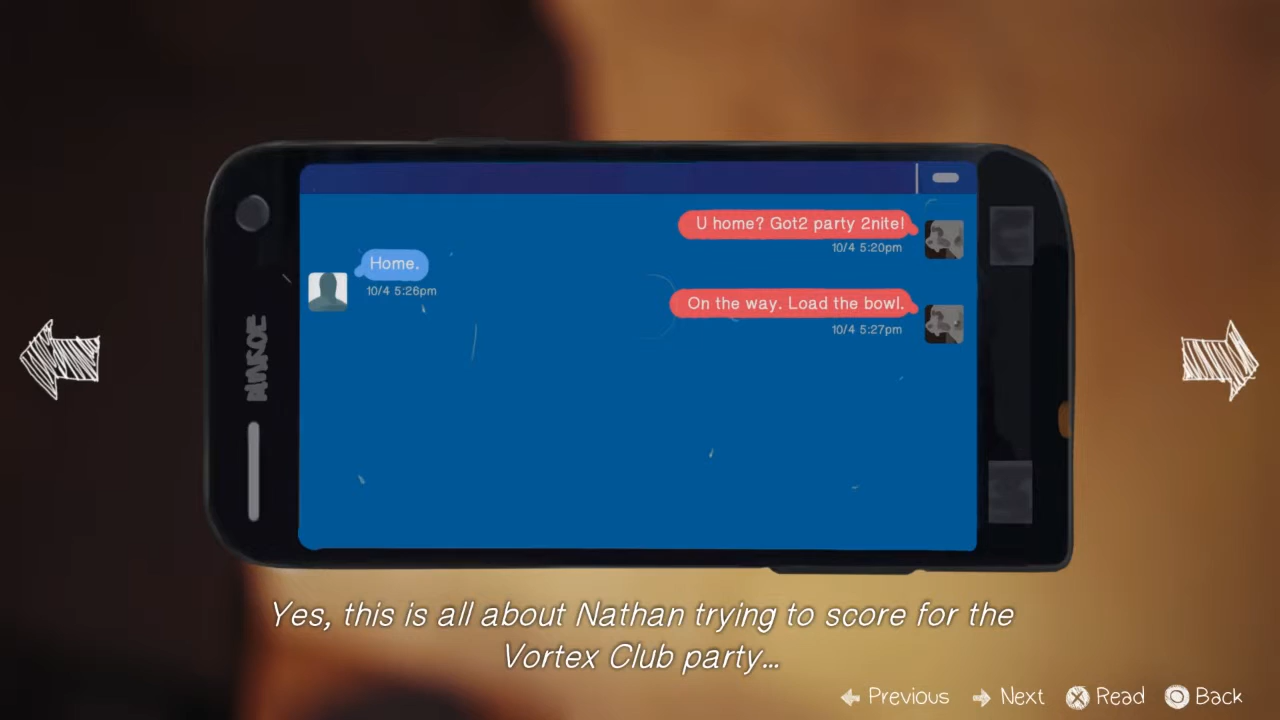 U home? Got2 party 2nite!
10/4 5:20pm
Home.
10/4 5:26pm
On the way. Load the bowl.
10/4 5:27pm
Yes, this is all about Nathan trying to score for the
Vortex Club party...
Previous Next Read Back